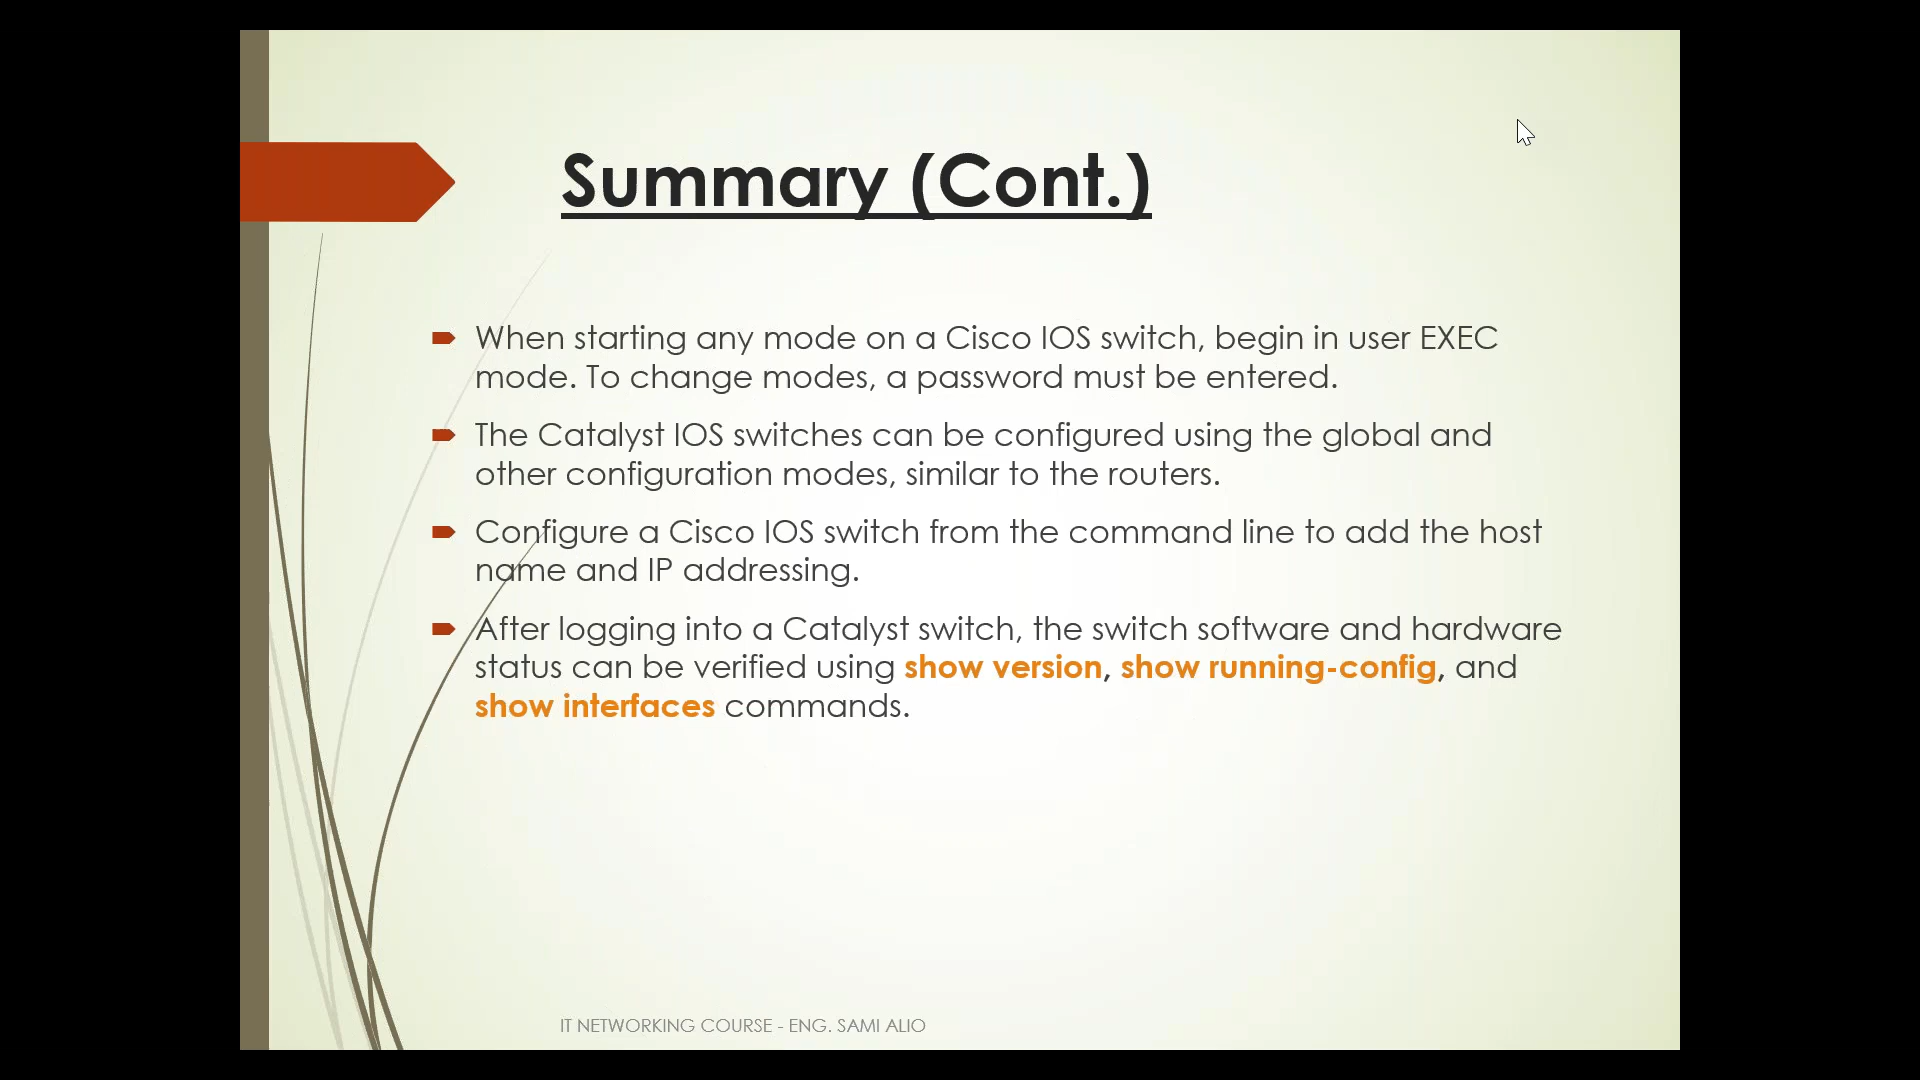 Summary (Cont.)
When starting any mode on a Cisco IOS switch, begin in user EXEC
mode. To change modes, a password must be entered.
The Catalyst IOS switches can be configured using the global and
other configuration modes, similar to the routers.
Configure a Cisco IOS switch from the command line to add the host
name and IP addressing.
After logging into a Catalyst switch, the switch software and hardware
status can be verified using show version, show running-config, and
show interfaces commands.
IT NETWORKING COURSE - ENG. SAMI ALIO